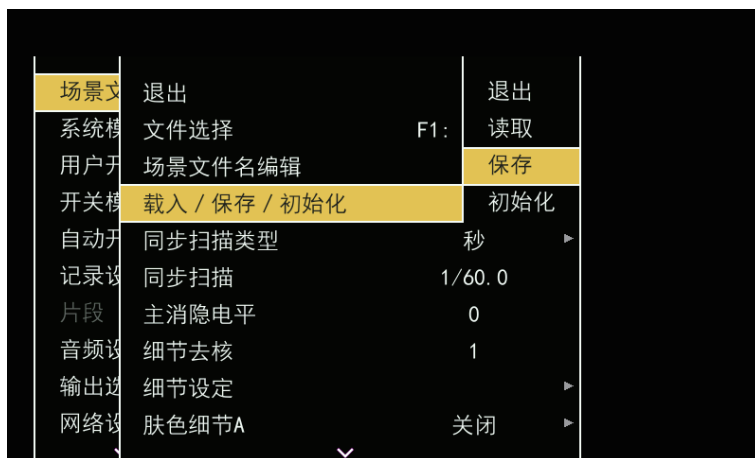 场景文 退出 退出
系统模 文件选择 F1: 读取
用户开 场景文件名编辑 保存
开关模 载入 / 保存 / 初始化 初始化
自动开 同步扫描类型 秒
记录设 同步扫描 1/60.0
片段 主消隐电平 0
音频设 细节去核 1
输出选 细节设定
网络设 肤色细节A 关闭